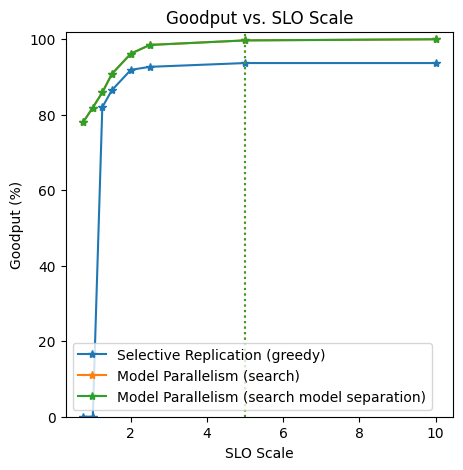 Goodput vs. SLO Scale
100
80
60
40
20
0
Goodput (%)
Selective Replication (greedy)
Model Parallelism (search)
Model Parallelism (search model separation)
2 4 6 8 10
SLO Scale